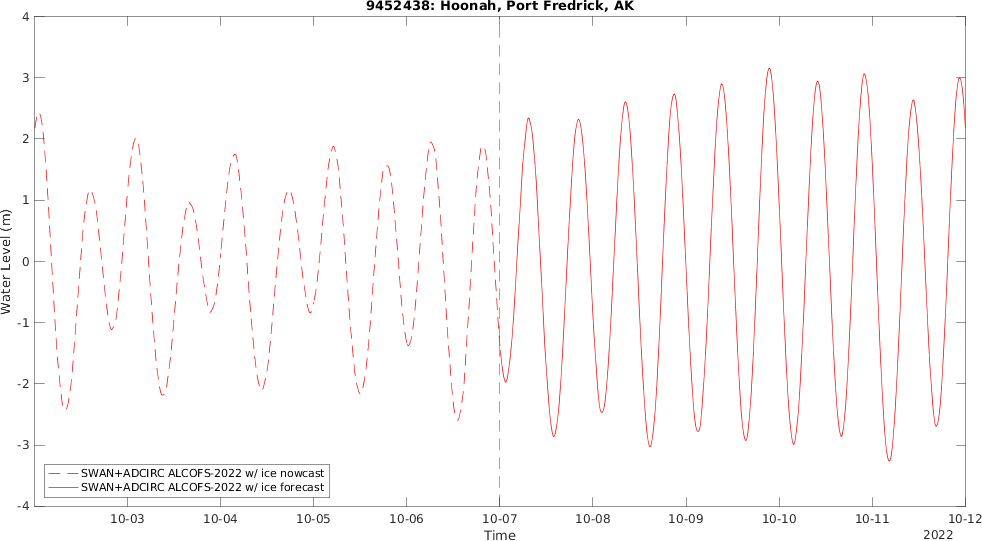 9452438: Hoonah, Port Fredrick, AK
4
3
2
1
0
-1
-2
-3
-4
Water Level (m)
SWAN+ADCIRC ALCOFS-2022 w/ ice nowcast
SWAN+ADCIRC ALCOFS-2022 w/ ice forecast
10-03 10-04 10-05 10-06 10-07 10-08 10-09 10-10 10-11 10-12
Time
2022